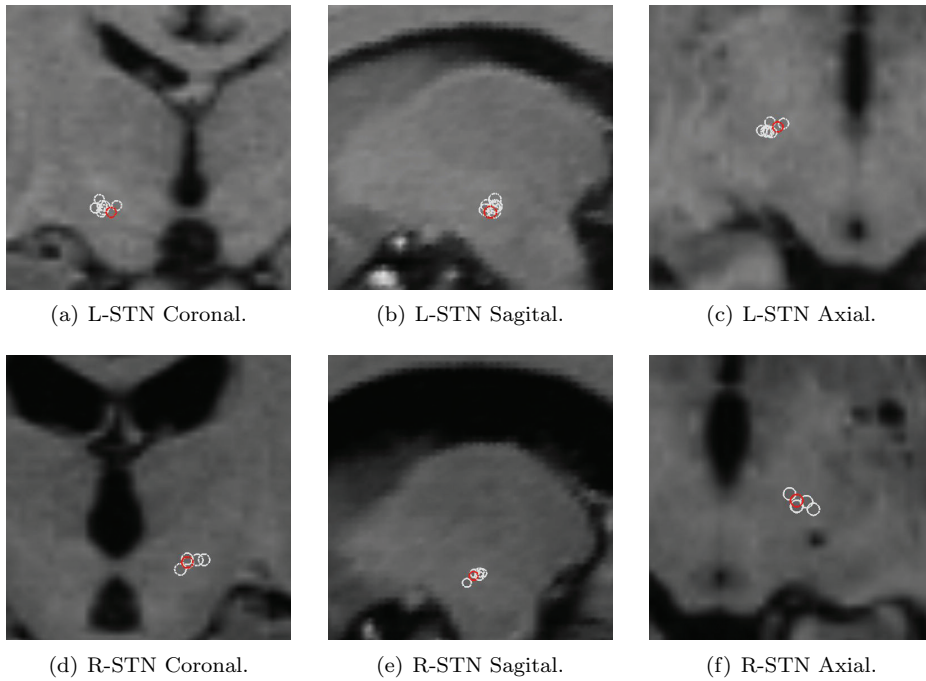 (a) L-STN Coronal.
(b) L-STN Sagital.
(c) L-STN Axial.
(d) R-STN Coronal.
(e) R-STN Sagital.
(f) R-STN Axial.